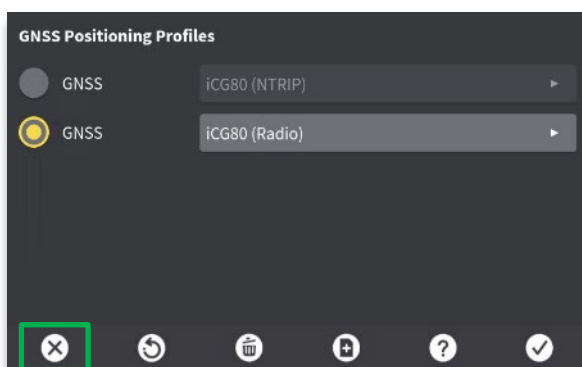 GNSS Positioning Profiles
GNSS iCG80 (NTRIP)
GNSS iCG80 (Radio)
?